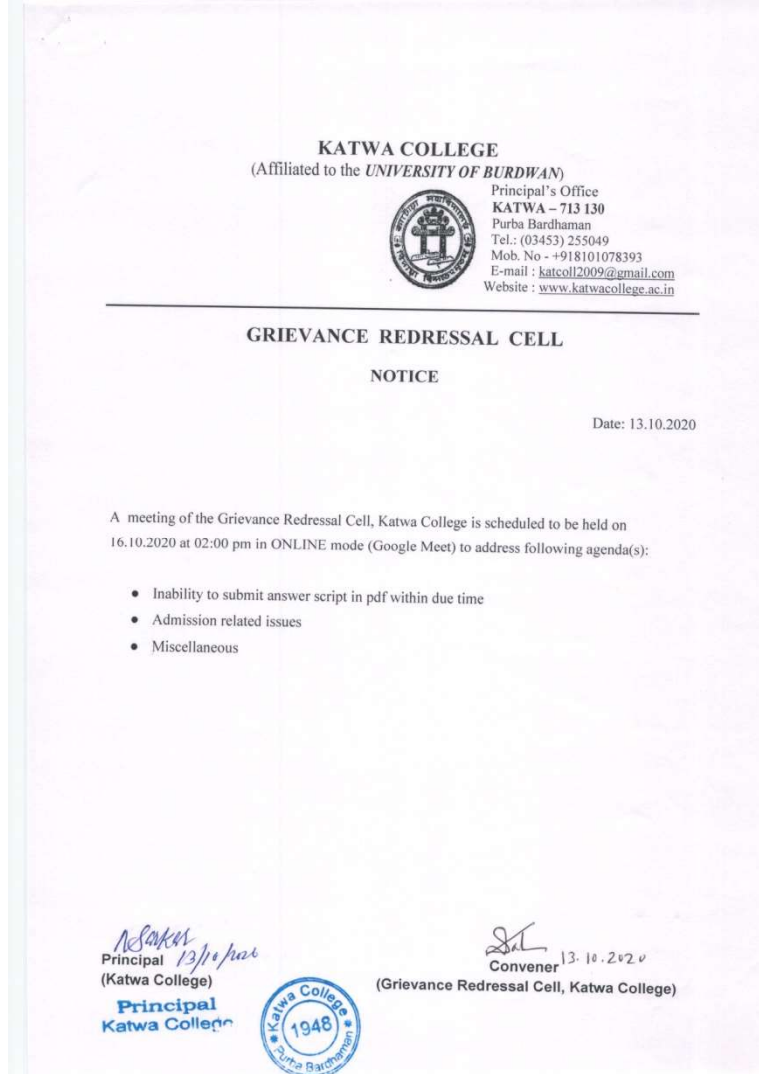 KATWA COLLEGE
(Affiliated to the UNIVERSITY OF BURDWAN)
Principal's Office
KATWA – 713 130
Purba Bardhaman
Tel.: (03453) 255049
Mob. No - +918101078393
E-mail : katcoll2009@gmail.com
Website : www.katwacollege.ac.in
GRIEVANCE REDRESSAL CELL
NOTICE
Date: 13.10.2020
A meeting of the Grievance Redressal Cell, Katwa College is scheduled to be held on
16.10.2020 at 02:00 pm in ONLINE mode (Google Meet) to address following agenda(s):
• Inability to submit answer script in pdf within due time
• Admission related issues
• Miscellaneous
Principal 13/10/2020
(Katwa College)
Principal
Katwa College
Katwa College
1948
Purba Bardhaman
Convener 13.10.2020
(Grievance Redressal Cell, Katwa College)